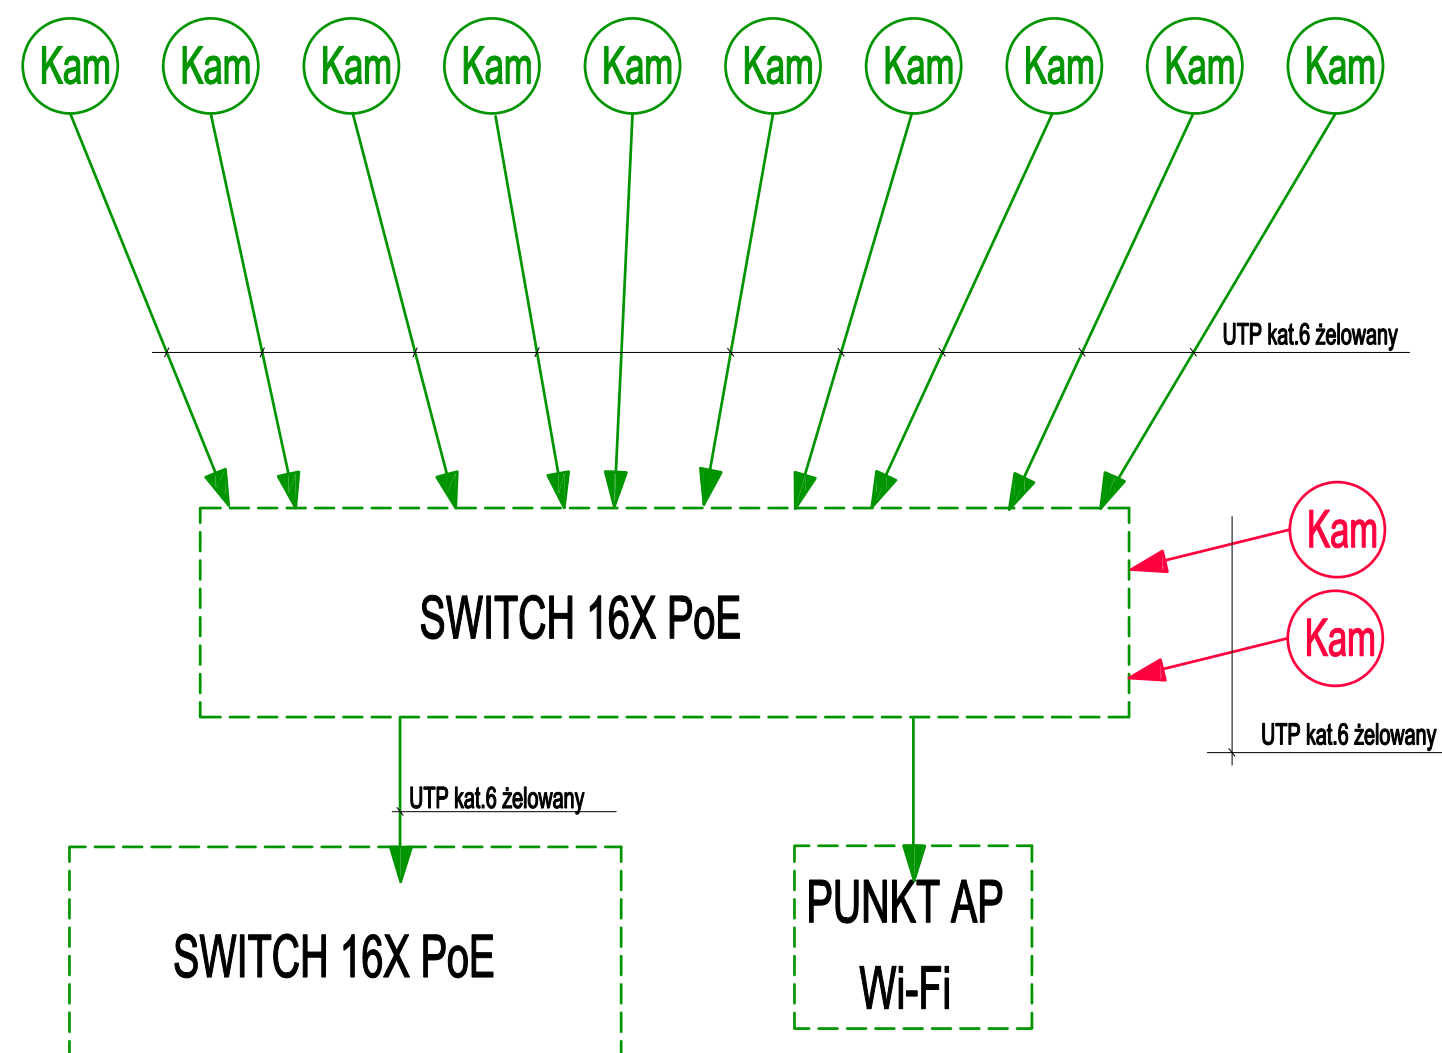 Kam Kam Kam Kam Kam Kam Kam Kam Kam Kam
UTP kat.6 żelowany
Kam
SWITCH 16X PoE
Kam
UTP kat.6 żelowany
UTP kat.6 żelowany
PUNKT AP
SWITCH 16X PoE
Wi-Fi